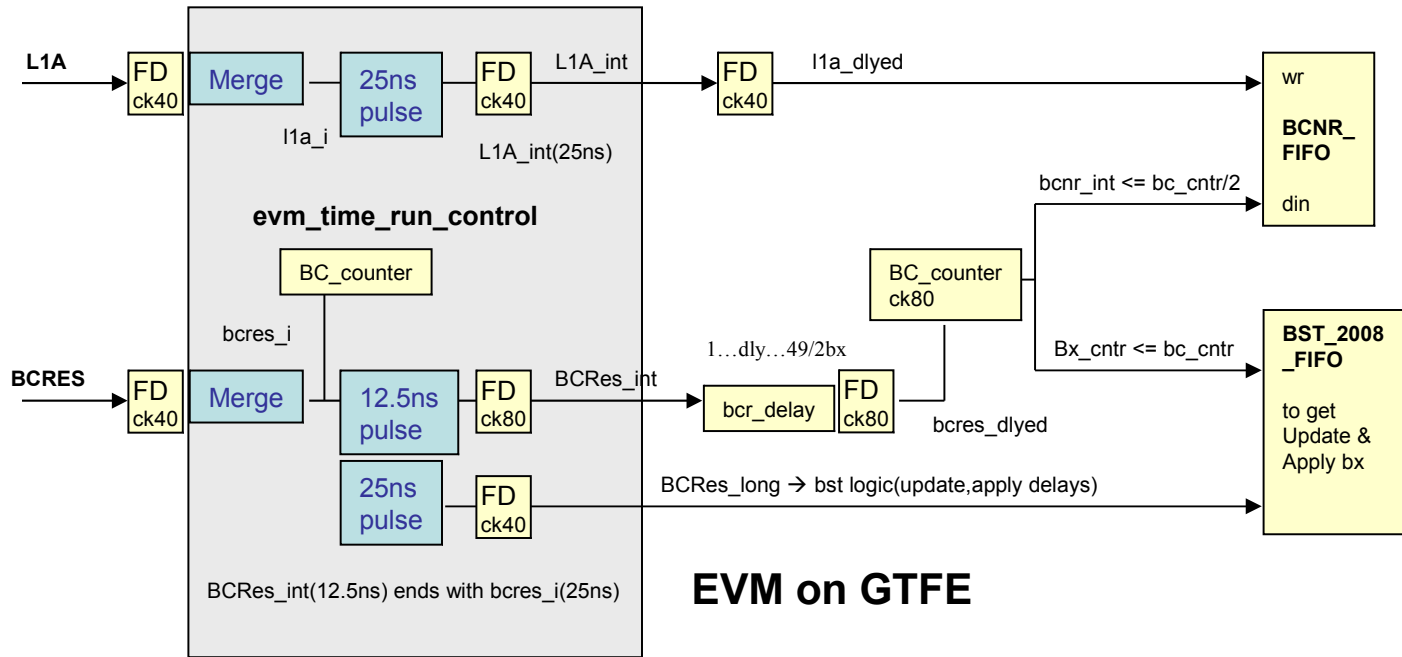 L1A
FD
ck40
Merge
l1a_i
25ns
pulse
FD
ck40
L1A_int
L1A_int(25ns)
FD
ck40
l1a_dlyed
wr
BCNR_
FIFO
din
bcnr_int <= bc_cntr/2
evm_time_run_control
BC_counter
bcres_i
BCRES
FD
ck40
Merge
12.5ns
pulse
FD
ck80
BCRes_int
1…dly…49/2bx
bcr_delay
FD
ck80
bcres_dlyed
BC_counter
ck80
Bx_cntr <= bc_cntr
BST_2008
_FIFO
to get
Update &
Apply bx
25ns
pulse
FD
ck40
BCRes_long → bst logic(update,apply delays)
BCRes_int(12.5ns) ends with bcres_i(25ns)
EVM on GTFE